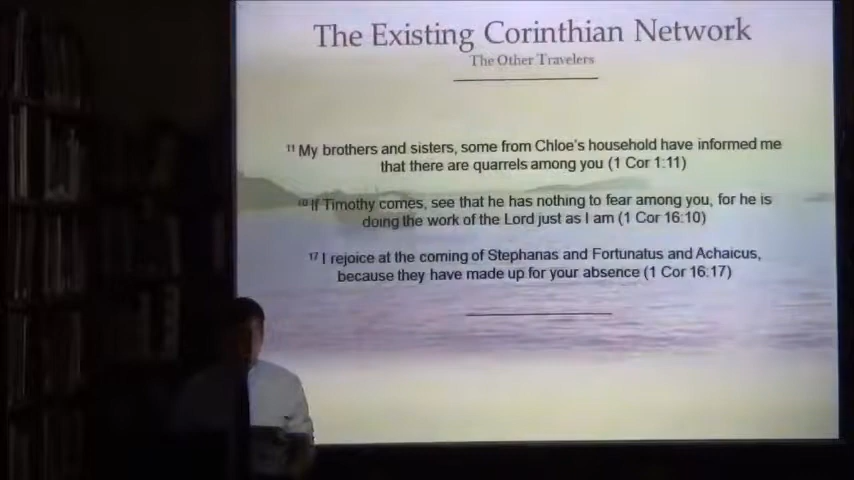 The Existing Corinthian Network
The Other Travelers
11 My brothers and sisters, some from Chloe's household have informed me
that there are quarrels among you (1 Cor 1:11)
10 If Timothy comes, see that he has nothing to fear among you, for he is
doing the work of the Lord just as I am (1 Cor 16:10)
17 I rejoice at the coming of Stephanas and Fortunatus and Achaicus,
because they have made up for your absence (1 Cor 16:17)